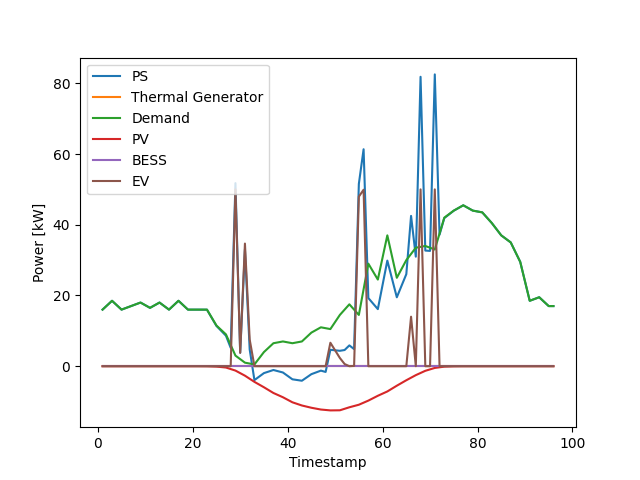 PS
Thermal Generator
Demand
PV
BESS
EV
80
60
40
20
0
Power [kW]
0 20 40 60 80 100
Timestamp